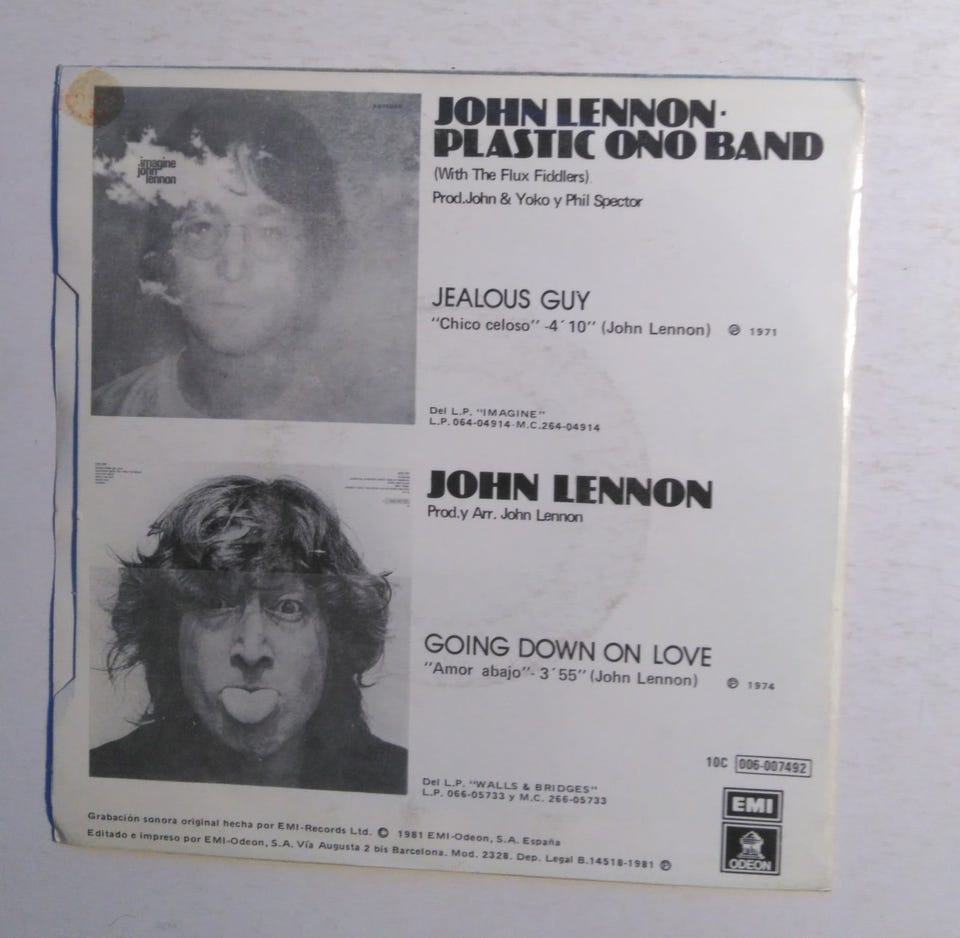 imagine
john
lennon
JOHN LENNON·
PLASTIC ONO BAND
(With The Flux Fiddlers).
Prod.John & Yoko y Phil Spector
JEALOUS GUY
"Chico celoso" -4´10" (John Lennon) ℗ 1971
Del L.P. "IMAGINE"
L.P. 064-04914-M.C.264-04914
JOHN LENNON
Prod.y Arr. John Lennon
GOING DOWN ON LOVE
"Amor abajo"- 3´55" (John Lennon) ℗ 1974
Del L.P. "WALLS & BRIDGES"
L.P. 066-05733 y M.C. 266-05733
10C 006-007492
EMI
ODEON
Grabación sonora original hecha por EMI-Records Ltd. © 1981 EMI-Odeon, S.A. España
Editado e impreso por EMI-Odeon, S.A. Vía Augusta 2 bis Barcelona. Mod. 2328. Dep. Legal B.14518-1981 ℗